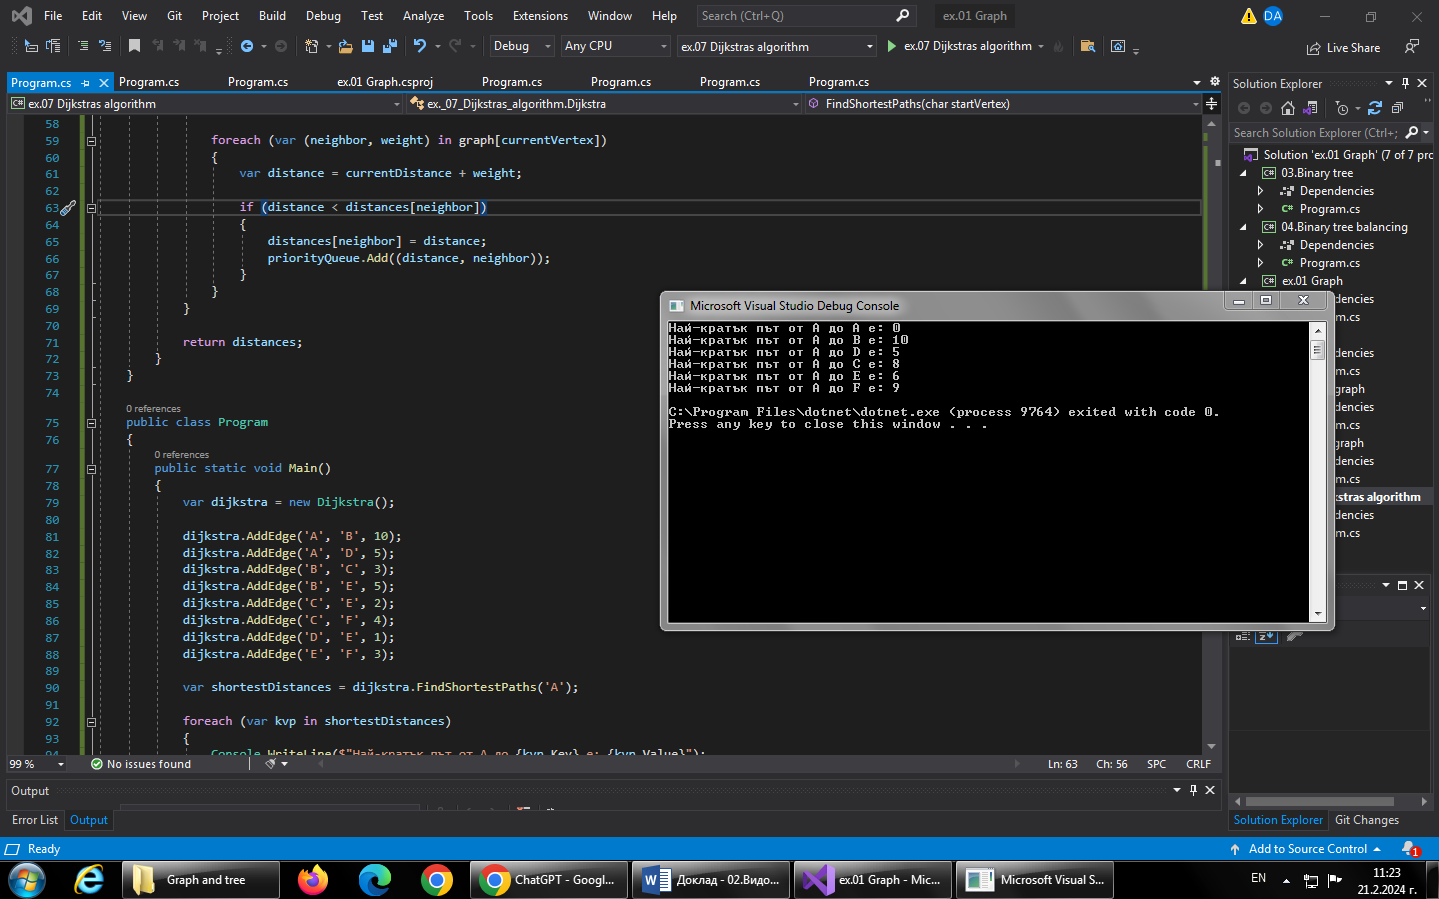 File Edit View Git Project Build Debug Test Analyze Tools Extensions Window Help Search (Ctrl+Q) ex.01 Graph DA
Debug Any CPU ex.07 Dijkstras algorithm ex.07 Dijkstras algorithm Live Share
Program.cs Program.cs Program.cs ex.01 Graph.csproj Program.cs Program.cs Program.cs Program.cs
ex.07 Dijkstras algorithm ex._07_Dijkstras_algorithm.Dijkstra FindShortestPaths(char startVertex)
58
59 foreach (var (neighbor, weight) in graph[currentVertex])
60 {
61 var distance = currentDistance + weight;
62
63 if (distance < distances[neighbor])
64 {
65 distances[neighbor] = distance;
66 priorityQueue.Add((distance, neighbor));
67 }
68 }
69 }
70
71 return distances;
72 }
73 }
74
0 references
75 public class Program
76 {
0 references
77 public static void Main()
78 {
79 var dijkstra = new Dijkstra();
80
81 dijkstra.AddEdge('A', 'B', 10);
82 dijkstra.AddEdge('A', 'D', 5);
83 dijkstra.AddEdge('B', 'C', 3);
84 dijkstra.AddEdge('B', 'E', 5);
85 dijkstra.AddEdge('C', 'E', 2);
86 dijkstra.AddEdge('C', 'F', 4);
87 dijkstra.AddEdge('D', 'E', 1);
88 dijkstra.AddEdge('E', 'F', 3);
89
90 var shortestDistances = dijkstra.FindShortestPaths('A');
91
92 foreach (var kvp in shortestDistances)
93 {
94 Console.WriteLine($"Най-кратък път от A до {kvp.Key} е: {kvp.Value}");
Microsoft Visual Studio Debug Console
Най-кратък път от A до A е: 0
Най-кратък път от A до B е: 10
Най-кратък път от A до D е: 5
Най-кратък път от A до C е: 8
Най-кратък път от A до E е: 6
Най-кратък път от A до F е: 9
C:\Program Files\dotnet\dotnet.exe (process 9764) exited with code 0.
Press any key to close this window . . .
Solution Explorer
Search Solution Explorer (Ctrl+;
Solution 'ex.01 Graph' (7 of 7 pro
03.Binary tree
Dependencies
Program.cs
04.Binary tree balancing
Dependencies
Program.cs
ex.01 Graph
ndencies
m.cs
dencies
m.cs
graph
dencies
m.cs
raph
dencies
m.cs
kstras algorithm
dencies
m.cs
99 % No issues found Ln: 63 Ch: 56 SPC CRLF
Output
Error List Output
Solution Explorer Git Changes
Ready Add to Source Control 1
Graph and tree ChatGPT - Googl... Доклад - 02.Видо... ex.01 Graph - Mic... Microsoft Visual S... EN 11:23
21.2.2024 г.